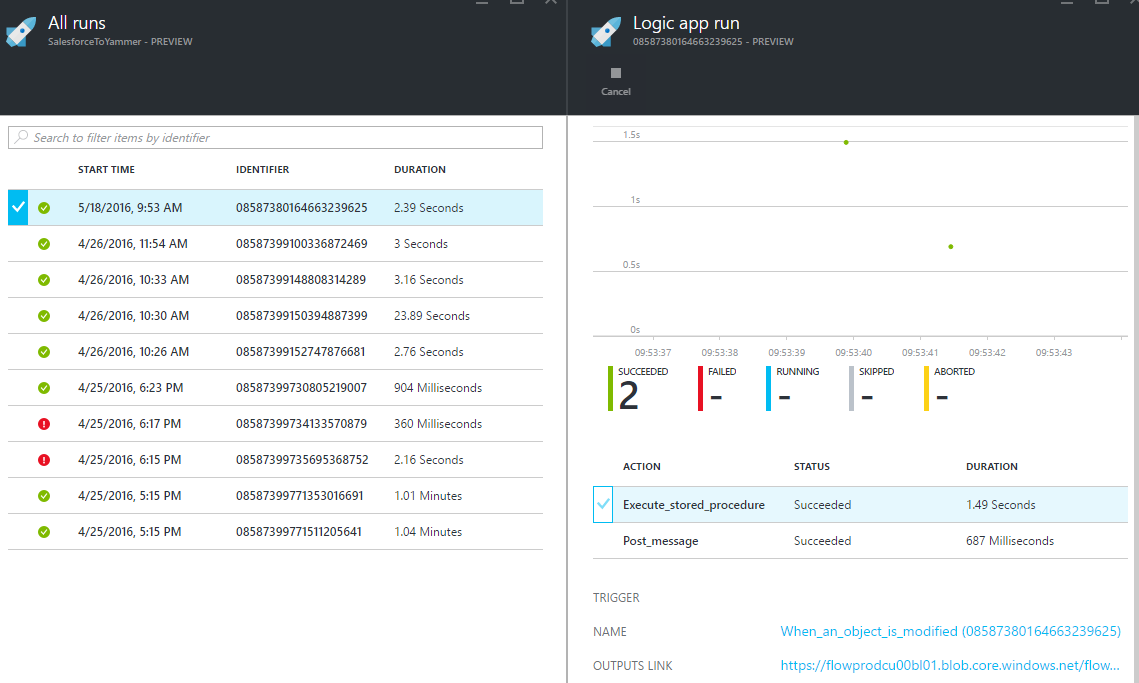 All runs
SalesforceToYammer - PREVIEW
Search to filter items by identifier
START TIME IDENTIFIER DURATION
5/18/2016, 9:53 AM 08587380164663239625 2.39 Seconds
4/26/2016, 11:54 AM 08587399100336872469 3 Seconds
4/26/2016, 10:33 AM 08587399148808314289 3.16 Seconds
4/26/2016, 10:30 AM 08587399150394887399 23.89 Seconds
4/26/2016, 10:26 AM 08587399152747876681 2.76 Seconds
4/25/2016, 6:23 PM 08587399730805219007 904 Milliseconds
4/25/2016, 6:17 PM 08587399734133570879 360 Milliseconds
4/25/2016, 6:15 PM 08587399735695368752 2.16 Seconds
4/25/2016, 5:15 PM 08587399771353016691 1.01 Minutes
4/25/2016, 5:15 PM 08587399771511205641 1.04 Minutes
Logic app run
08587380164663239625 - PREVIEW
Cancel
1.5s
1s
0.5s
0s
09:53:37 09:53:38 09:53:39 09:53:40 09:53:41 09:53:42 09:53:43
SUCCEEDED FAILED RUNNING SKIPPED ABORTED
2 - - - -
ACTION STATUS DURATION
Execute_stored_procedure Succeeded 1.49 Seconds
Post_message Succeeded 687 Milliseconds
TRIGGER
NAME When_an_object_is_modified (08587380164663239625)
OUTPUTS LINK https://flowprodcu00bl01.blob.core.windows.net/flow...